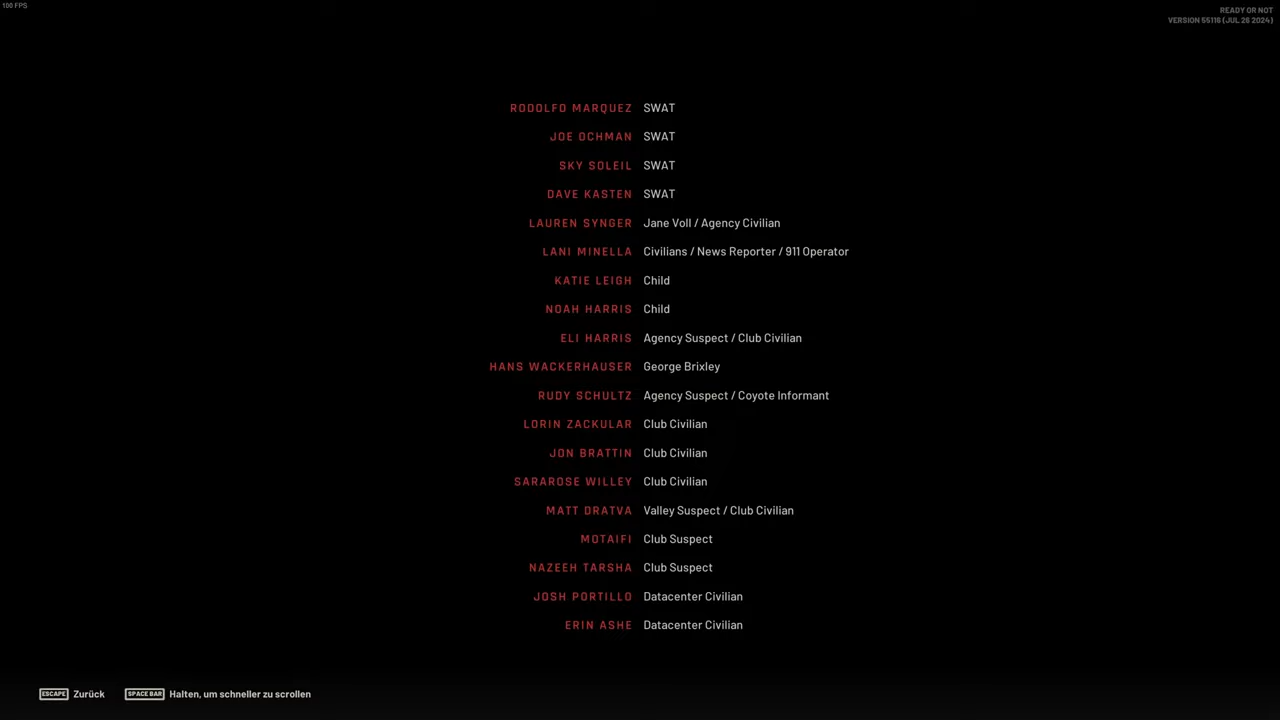 100 FPS
READY OR NOT
VERSION 55116 (JUL 26 2024)
RODOLFO MARQUEZ SWAT
JOE OCHMAN SWAT
SKY SOLEIL SWAT
DAVE KASTEN SWAT
LAUREN SYNGER Jane Voll / Agency Civilian
LANI MINELLA Civilians / News Reporter / 911 Operator
KATIE LEIGH Child
NOAH HARRIS Child
ELI HARRIS Agency Suspect / Club Civilian
HANS WACKERHAUSER George Brixley
RUDY SCHULTZ Agency Suspect / Coyote Informant
LORIN ZACKULAR Club Civilian
JON BRATTIN Club Civilian
SARAROSE WILLEY Club Civilian
MATT DRATVA Valley Suspect / Club Civilian
MOTAIFI Club Suspect
NAZEEH TARSHA Club Suspect
JOSH PORTILLO Datacenter Civilian
ERIN ASHE Datacenter Civilian
ESCAPE Zurück SPACE BAR Halten, um schneller zu scrollen